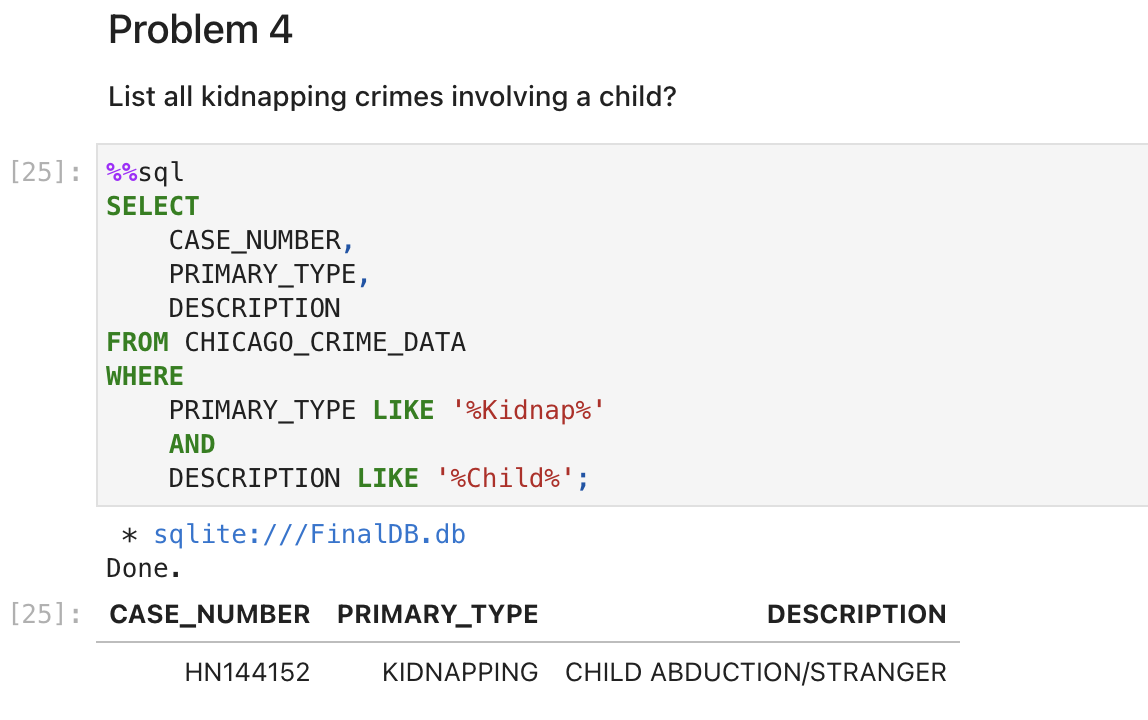 Problem 4
List all kidnapping crimes involving a child?
[25]: %%sql
SELECT
    CASE_NUMBER,
    PRIMARY_TYPE,
    DESCRIPTION
FROM CHICAGO_CRIME_DATA
WHERE
    PRIMARY_TYPE LIKE '%Kidnap%'
    AND
    DESCRIPTION LIKE '%Child%';
* sqlite:///FinalDB.db
Done.
[25]: CASE_NUMBER PRIMARY_TYPE DESCRIPTION
HN144152 KIDNAPPING CHILD ABDUCTION/STRANGER